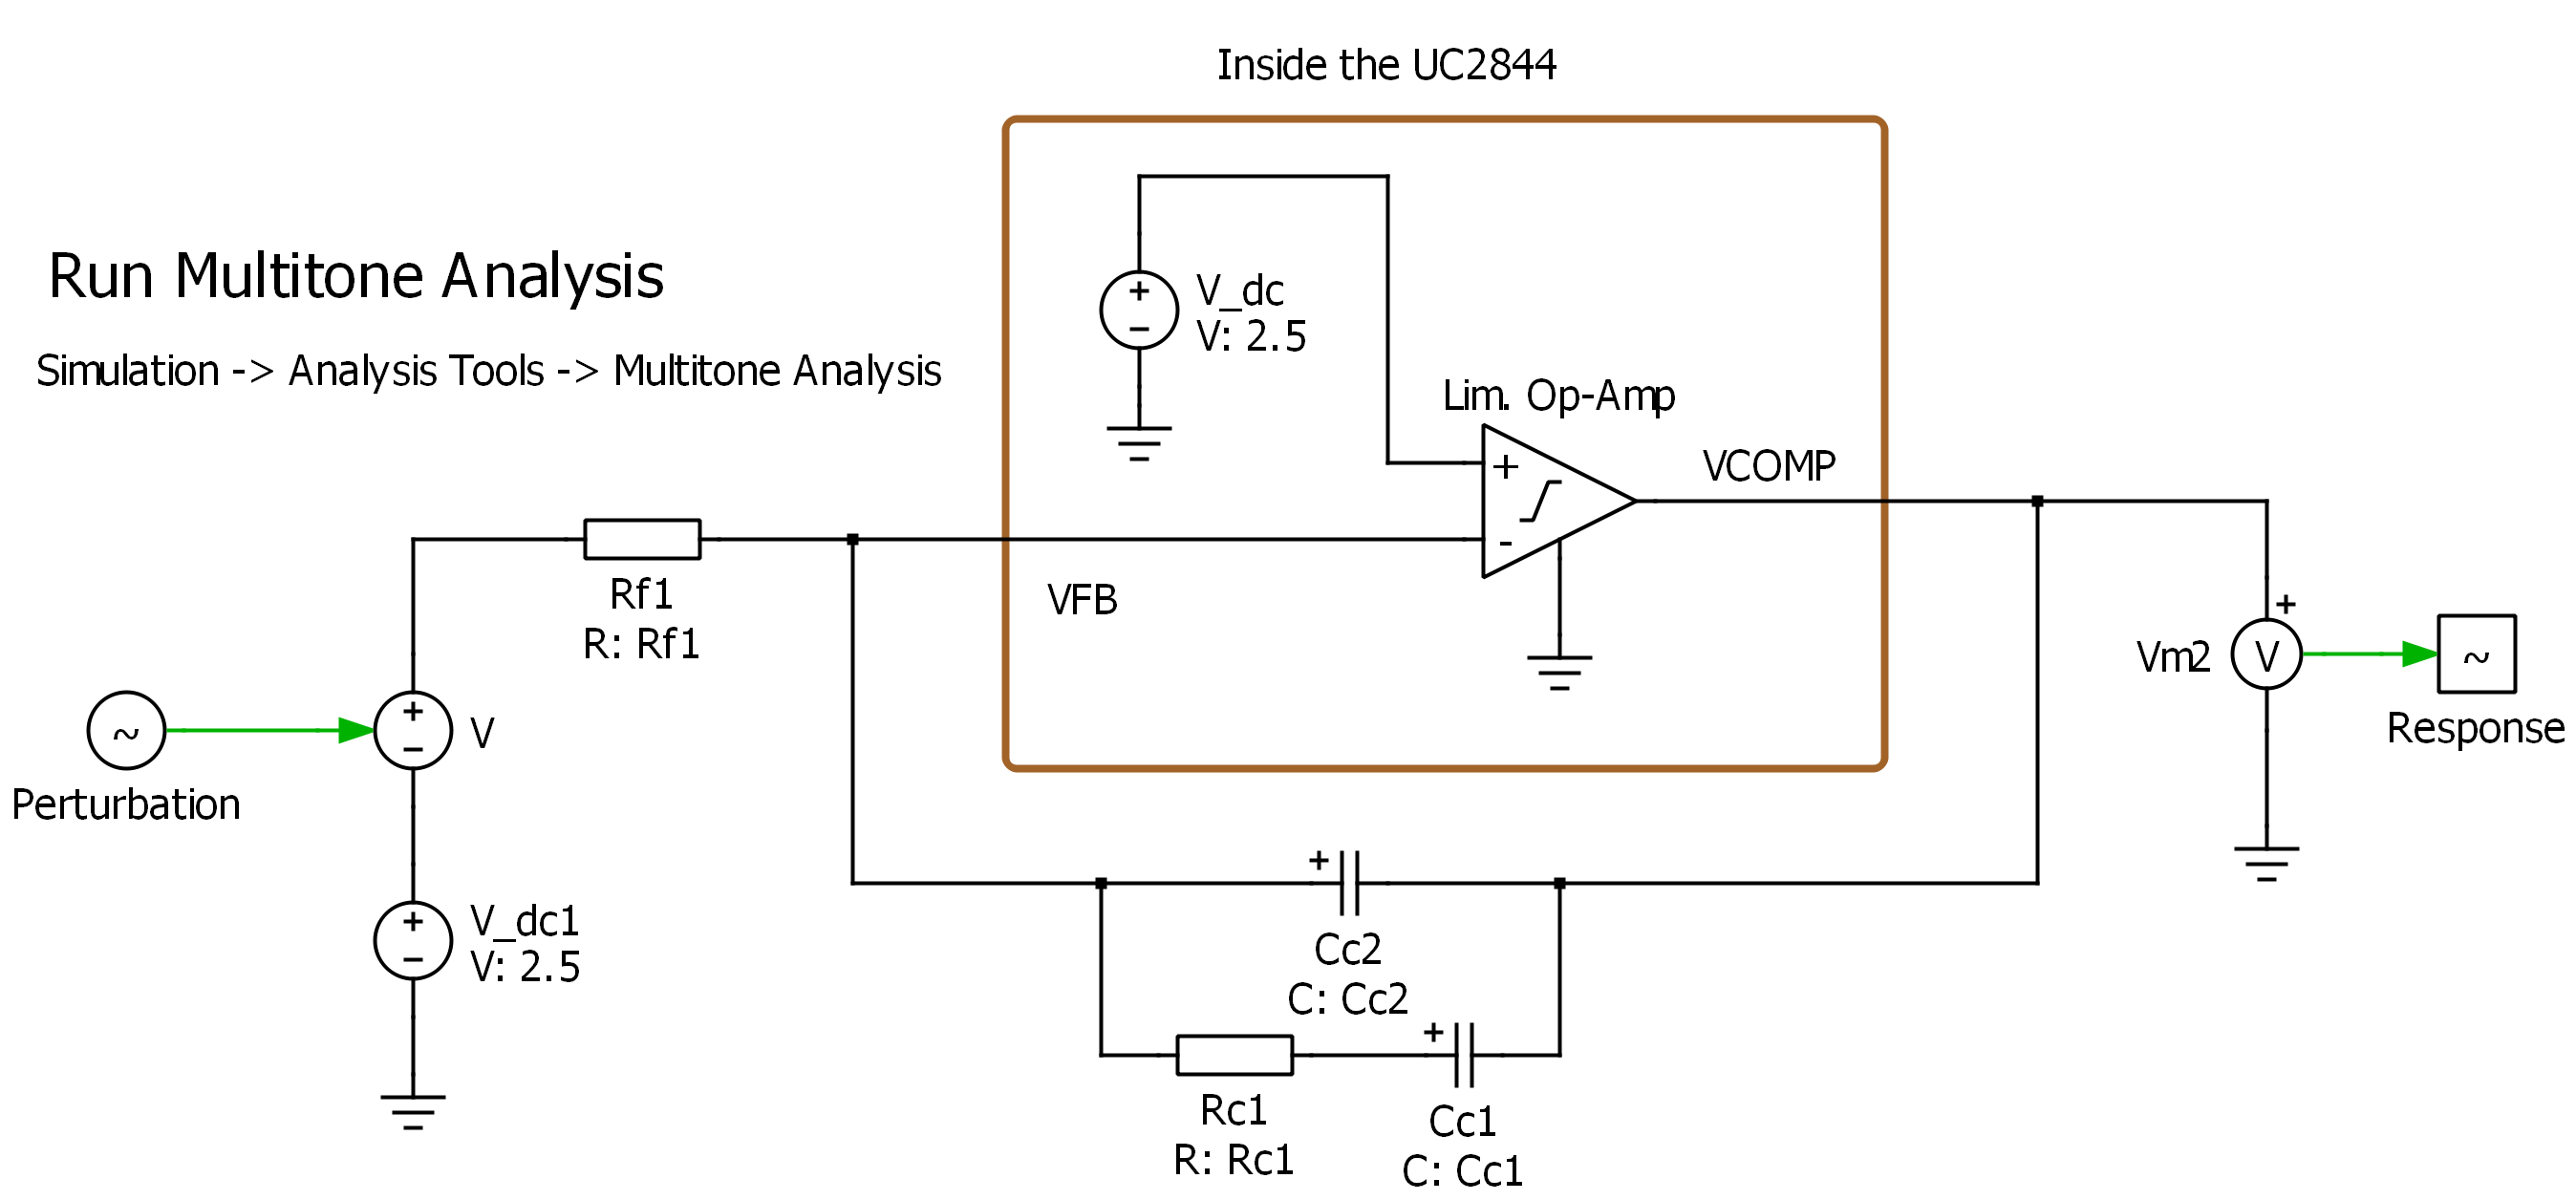 Inside the UC2844
Run Multitone Analysis
Simulation -> Analysis Tools -> Multitone Analysis
+
−
V_dc
V: 2.5
Lim. Op-Amp
+
-
VCOMP
VFB
Rf1
R: Rf1
~
Perturbation
+
−
V
+
−
V_dc1
V: 2.5
+
Vm2
V
~
Response
+
Cc2
C: Cc2
Rc1
R: Rc1
+
Cc1
C: Cc1